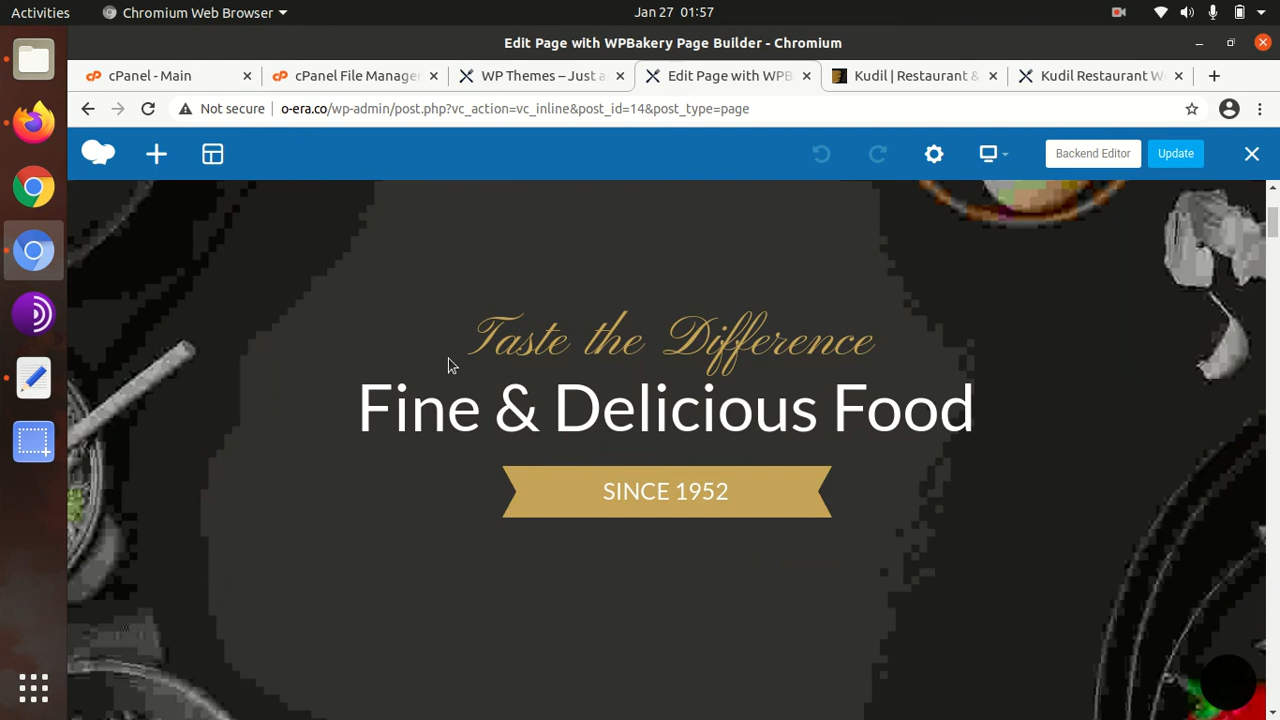 Activities
Chromium Web Browser
Jan 27 01:57
Edit Page with WPBakery Page Builder - Chromium
cPanel - Main
cPanel File Manage
WP Themes – Just a
Edit Page with WPB
Kudil | Restaurant &
Kudil Restaurant W
Not secure
o-era.co/wp-admin/post.php?vc_action=vc_inline&post_id=14&post_type=page
Backend Editor
Update
Taste the Difference
Fine & Delicious Food
SINCE 1952